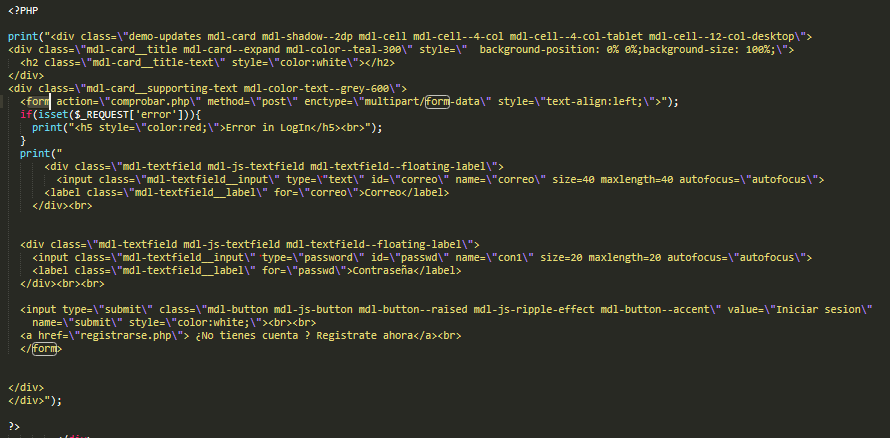 <?PHP
print("<div class=\"demo-updates mdl-card mdl-shadow--2dp mdl-cell mdl-cell--4-col mdl-cell--4-col-tablet mdl-cell--12-col-desktop\">
<div class=\"mdl-card__title mdl-card--expand mdl-color--teal-300\" style=\"  background-position: 0% 0%;background-size: 100%;\">
<h2 class=\"mdl-card__title-text\" style=\"color:white\"></h2>
</div>
<div class=\"mdl-card__supporting-text mdl-color-text--grey-600\">
<form action=\"comprobar.php\" method=\"post\" enctype=\"multipart/form-data\" style=\"text-align:left;\">");
if(isset($_REQUEST['error'])){
print("<h5 style=\"color:red;\">Error in LogIn</h5><br>");
}
print("
<div class=\"mdl-textfield mdl-js-textfield mdl-textfield--floating-label\">
<input class=\"mdl-textfield__input\" type=\"text\" id=\"correo\" name=\"correo\" size=40 maxlength=40 autofocus=\"autofocus\">
<label class=\"mdl-textfield__label\" for=\"correo\">Correo</label>
</div><br>
<div class=\"mdl-textfield mdl-js-textfield mdl-textfield--floating-label\">
<input class=\"mdl-textfield__input\" type=\"password\" id=\"passwd\" name=\"con1\" size=20 maxlength=20 autofocus=\"autofocus\">
<label class=\"mdl-textfield__label\" for=\"passwd\">Contraseña</label>
</div><br><br>
<input type=\"submit\" class=\"mdl-button mdl-js-button mdl-button--raised mdl-js-ripple-effect mdl-button--accent\" value=\"Iniciar sesion\"
name=\"submit\" style=\"color:white;\"><br><br>
<a href=\"registrarse.php\"> ¿No tienes cuenta ? Registrate ahora</a><br>
</form>
</div>
</div>");
?>